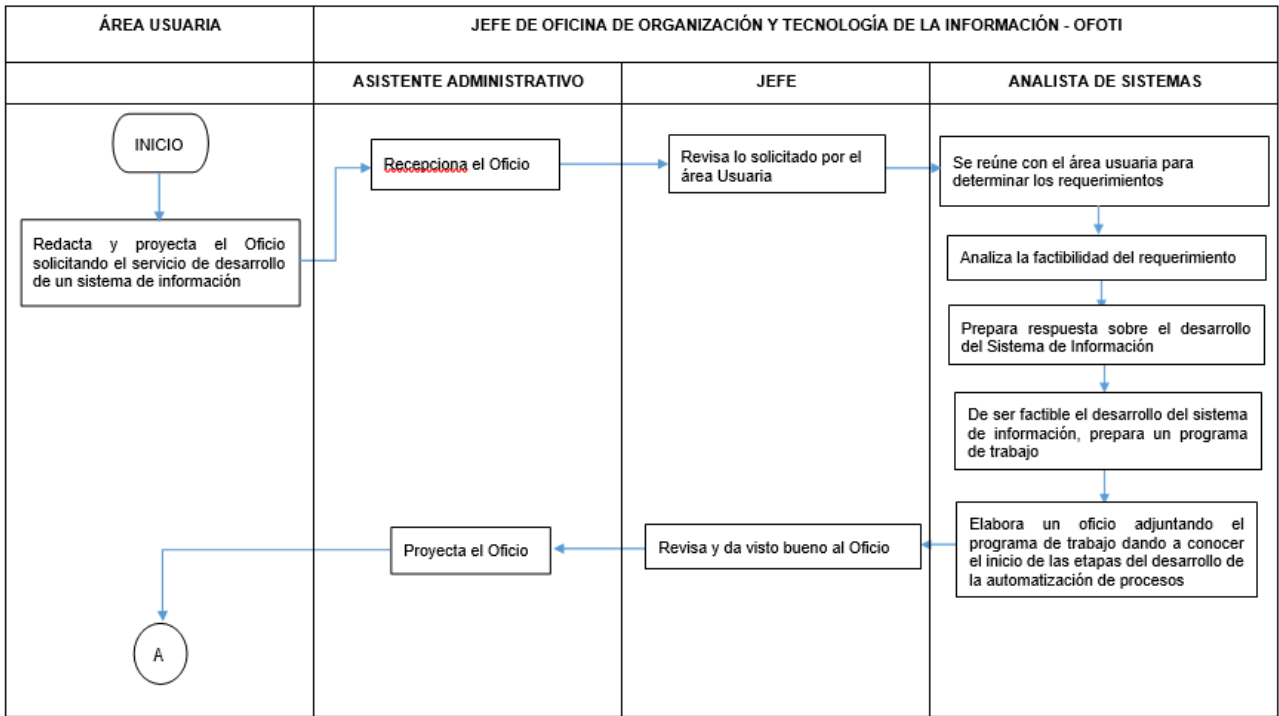 ÁREA USUARIA
JEFE DE OFICINA DE ORGANIZACIÓN Y TECNOLOGÍA DE LA INFORMACIÓN - OFOTI
ASISTENTE ADMINISTRATIVO
JEFE
ANALISTA DE SISTEMAS
INICIO
Redacta y proyecta el Oficio
solicitando el servicio de desarrollo
de un sistema de información
Recepciona el Oficio
Revisa lo solicitado por el
área Usuaria
Se reúne con el área usuaria para
determinar los requerimientos
Analiza la factibilidad del requerimiento
Prepara respuesta sobre el desarrollo
del Sistema de Información
De ser factible el desarrollo del sistema
de información, prepara un programa
de trabajo
Elabora un oficio adjuntando el
programa de trabajo dando a conocer
el inicio de las etapas del desarrollo de
la automatización de procesos
Revisa y da visto bueno al Oficio
Proyecta el Oficio
A